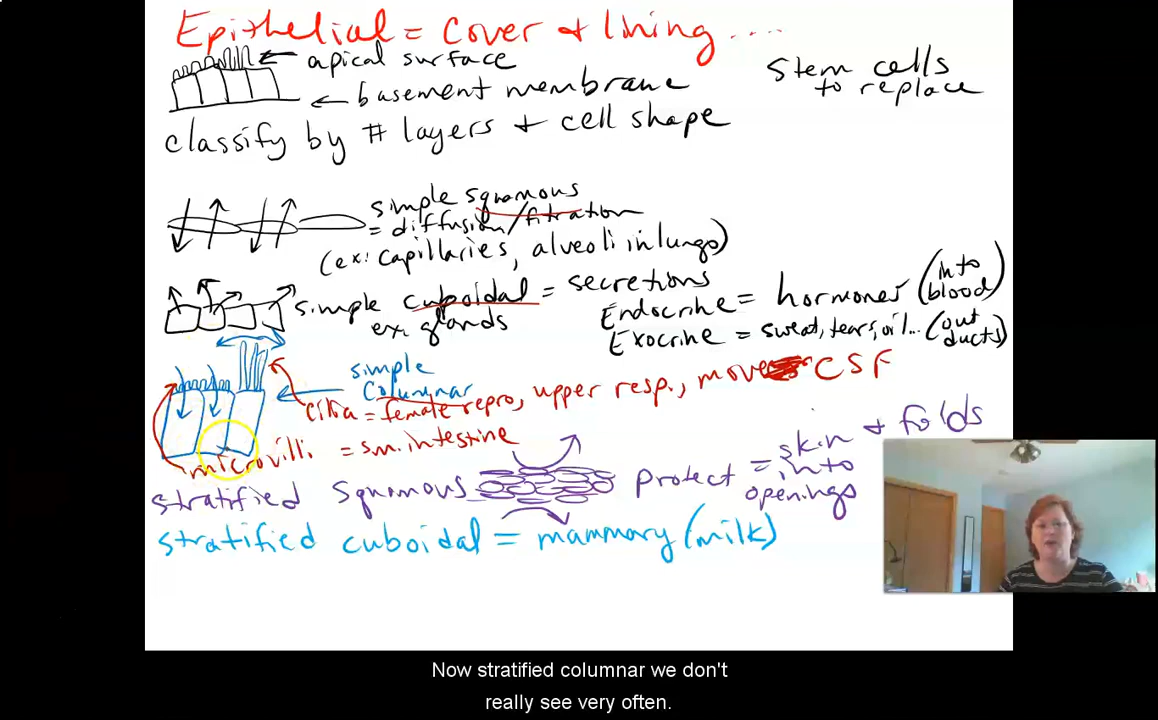 Epithelial = Cover & lining ....
apical surface
basement membrane
stem cells
to replace
classify by # layers & cell shape
simple squamous
= diffusion/fitration
(ex: capillaries, alveoli in lungs)
simple cuboidal = secretions
ex: glands
Endocrine = hormones (into
blood)
Exocrine = sweat, tears, oil... (out
ducts)
simple
Columnar
cilia = female repro, upper resp., move CSF
microvilli = sm. intestine
stratified squamous protect = skin & folds
into
openings
stratified cuboidal = mammary (milk)
Now stratified columnar we don't
really see very often.